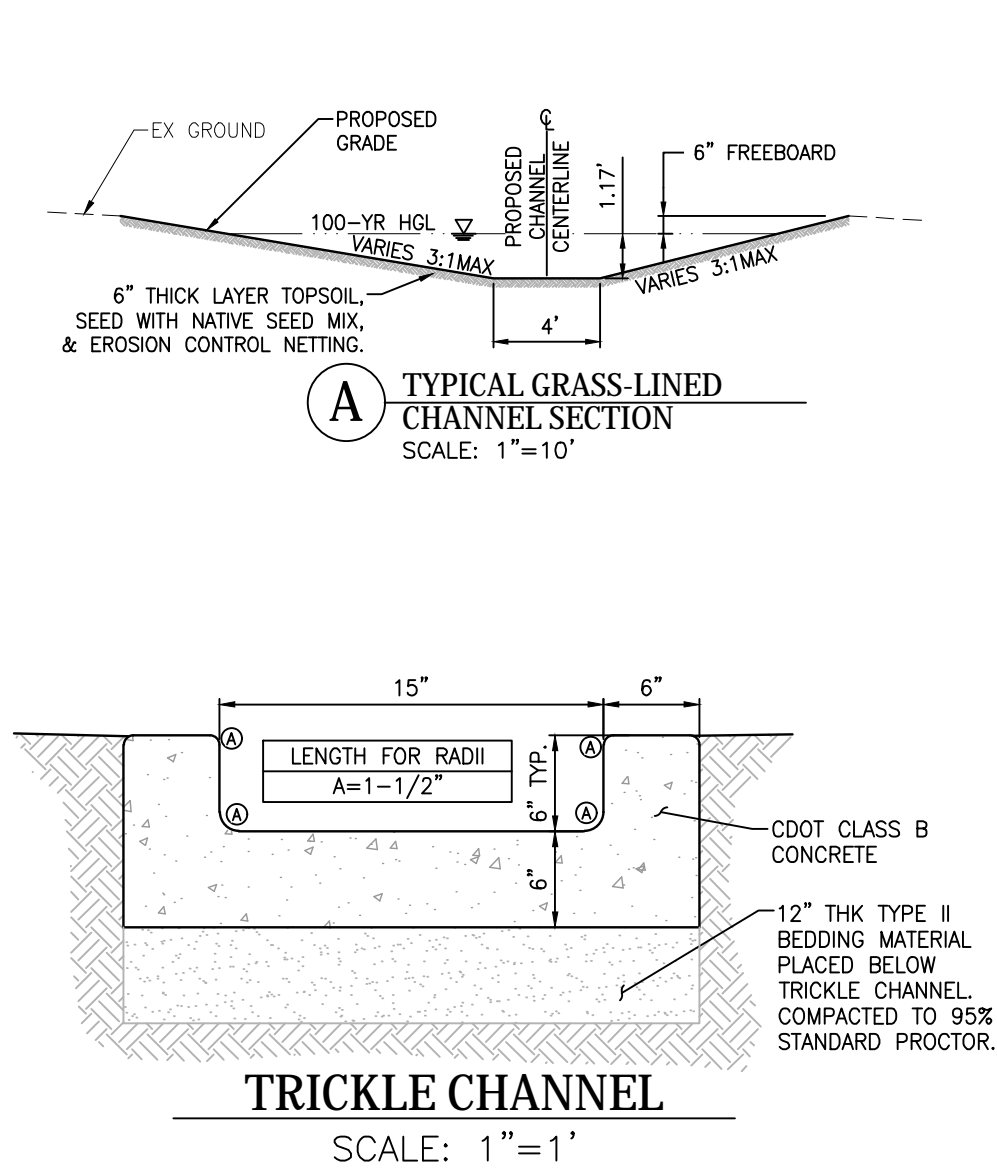 EX GROUND
PROPOSED
GRADE
℄
PROPOSED
CHANNEL
CENTERLINE
1.17'
6" FREEBOARD
100-YR HGL
VARIES 3:1MAX
VARIES 3:1MAX
6" THICK LAYER TOPSOIL,
SEED WITH NATIVE SEED MIX,
& EROSION CONTROL NETTING.
4'
A
TYPICAL GRASS-LINED
CHANNEL SECTION
SCALE: 1"=10'
15"
6"
A
A
LENGTH FOR RADII
A=1-1/2"
6" TYP.
A
A
6"
CDOT CLASS B
CONCRETE
12" THK TYPE II
BEDDING MATERIAL
PLACED BELOW
TRICKLE CHANNEL.
COMPACTED TO 95%
STANDARD PROCTOR.
TRICKLE CHANNEL
SCALE: 1"=1'